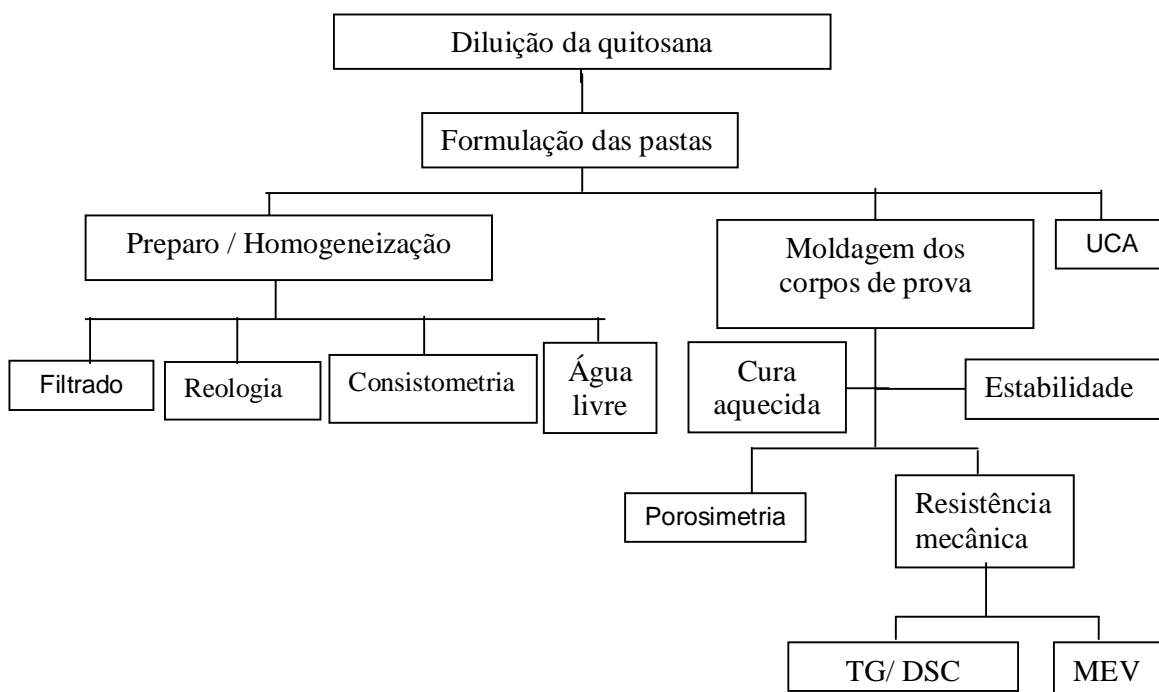 Diluição da quitosana
Formulação das pastas
Preparo / Homogeneização
Moldagem dos
corpos de prova
UCA
Filtrado
Reologia
Consistometria
Água
livre
Cura
aquecida
Estabilidade
Porosimetria
Resistência
mecânica
TG/ DSC
MEV